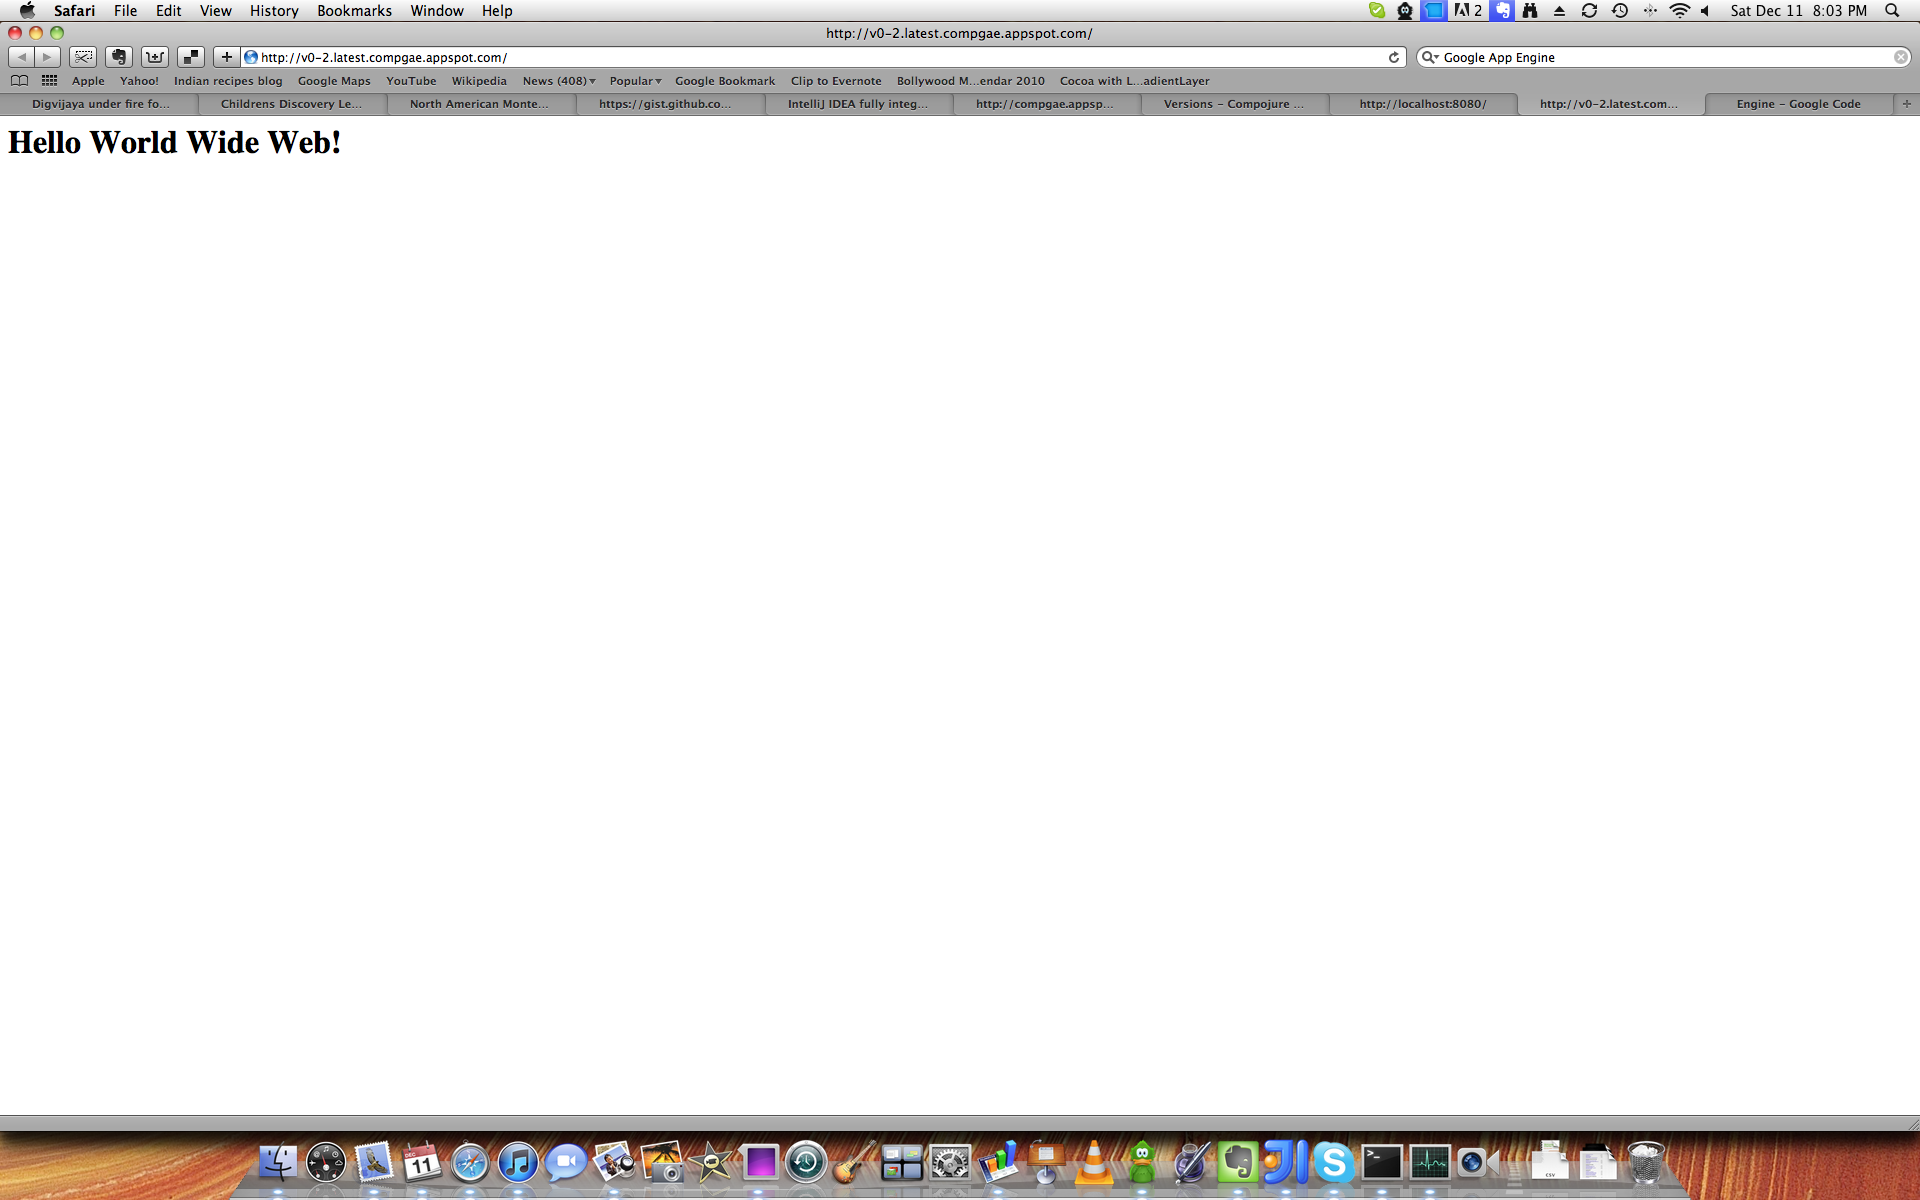 Safari File Edit View History Bookmarks Window Help 2 Sat Dec 11 8:03 PM
http://v0-2.latest.compgae.appspot.com/
http://v0-2.latest.compgae.appspot.com/ Google App Engine
Apple Yahoo! Indian recipes blog Google Maps YouTube Wikipedia News (408) Popular Google Bookmark Clip to Evernote Bollywood M...endar 2010 Cocoa with L...adientLayer
Digvijaya under fire fo... Childrens Discovery Le... North American Monte... https://gist.github.co... IntelliJ IDEA fully integ... http://compgae.appsp... Versions - Compojure ... http://localhost:8080/ http://v0-2.latest.com... Engine - Google Code
Hello World Wide Web!
DEC
11
CSV